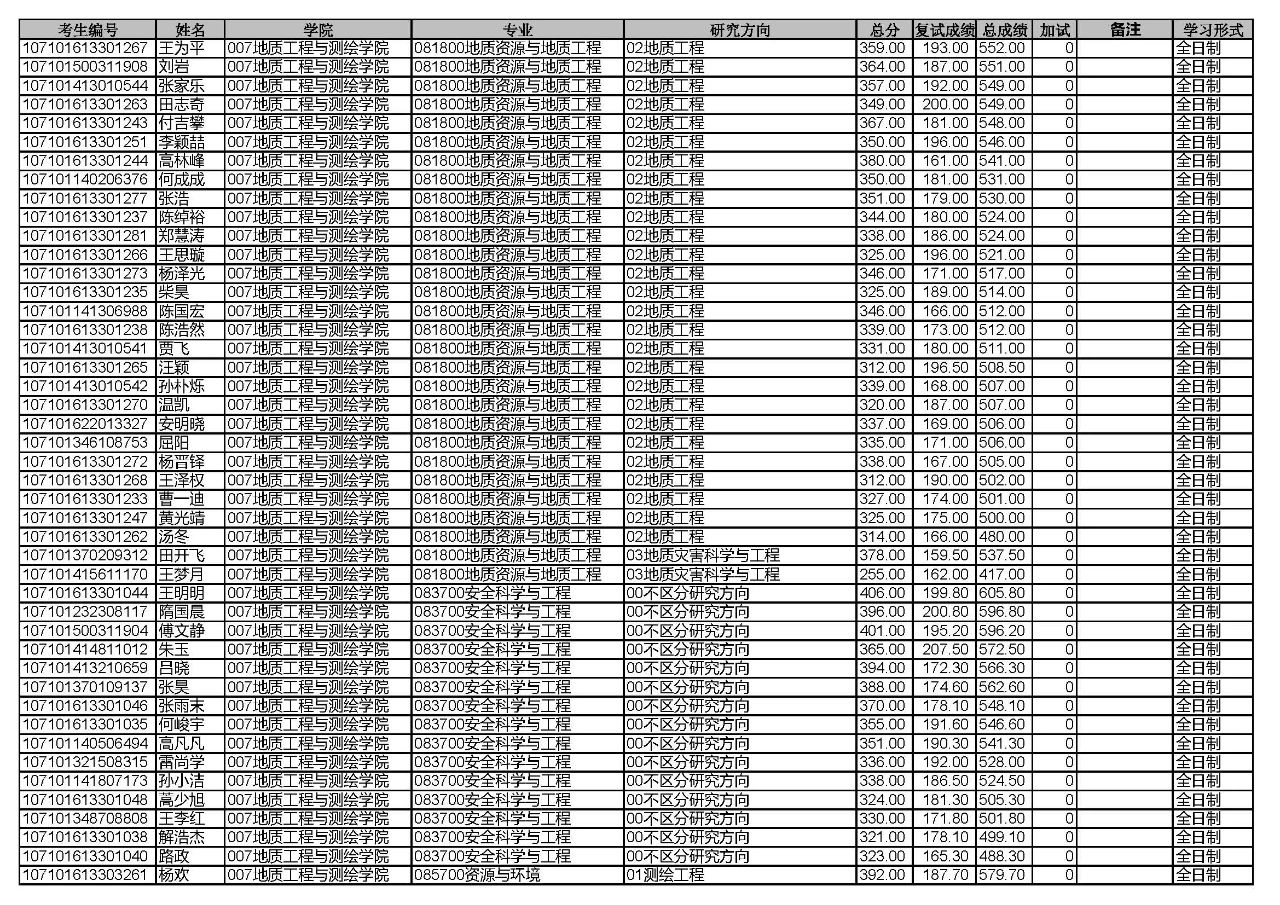 考生编号 姓名 学院 专业 研究方向 总分 复试成绩 总成绩 加试 备注 学习形式
107101613301267 王为平 007地质工程与测绘学院 081800地质资源与地质工程 02地质工程 359.00 193.00 552.00 0 全日制
107101500311908 刘岩 007地质工程与测绘学院 081800地质资源与地质工程 02地质工程 364.00 187.00 551.00 0 全日制
107101413010544 张家乐 007地质工程与测绘学院 081800地质资源与地质工程 02地质工程 357.00 192.00 549.00 0 全日制
107101613301263 田志奇 007地质工程与测绘学院 081800地质资源与地质工程 02地质工程 349.00 200.00 549.00 0 全日制
107101613301243 付吉攀 007地质工程与测绘学院 081800地质资源与地质工程 02地质工程 367.00 181.00 548.00 0 全日制
107101613301251 李颖喆 007地质工程与测绘学院 081800地质资源与地质工程 02地质工程 350.00 196.00 546.00 0 全日制
107101613301244 高林峰 007地质工程与测绘学院 081800地质资源与地质工程 02地质工程 380.00 161.00 541.00 0 全日制
107101140206376 何成成 007地质工程与测绘学院 081800地质资源与地质工程 02地质工程 350.00 181.00 531.00 0 全日制
107101613301277 张浩 007地质工程与测绘学院 081800地质资源与地质工程 02地质工程 351.00 179.00 530.00 0 全日制
107101613301237 陈绰裕 007地质工程与测绘学院 081800地质资源与地质工程 02地质工程 344.00 180.00 524.00 0 全日制
107101613301281 郑慧涛 007地质工程与测绘学院 081800地质资源与地质工程 02地质工程 338.00 186.00 524.00 0 全日制
107101613301266 王思璇 007地质工程与测绘学院 081800地质资源与地质工程 02地质工程 325.00 196.00 521.00 0 全日制
107101613301273 杨泽光 007地质工程与测绘学院 081800地质资源与地质工程 02地质工程 346.00 171.00 517.00 0 全日制
107101613301235 柴昊 007地质工程与测绘学院 081800地质资源与地质工程 02地质工程 325.00 189.00 514.00 0 全日制
107101141306988 陈国宏 007地质工程与测绘学院 081800地质资源与地质工程 02地质工程 346.00 166.00 512.00 0 全日制
107101613301238 陈浩然 007地质工程与测绘学院 081800地质资源与地质工程 02地质工程 339.00 173.00 512.00 0 全日制
107101413010541 贾飞 007地质工程与测绘学院 081800地质资源与地质工程 02地质工程 331.00 180.00 511.00 0 全日制
107101613301265 汪颖 007地质工程与测绘学院 081800地质资源与地质工程 02地质工程 312.00 196.50 508.50 0 全日制
107101413010542 孙朴烁 007地质工程与测绘学院 081800地质资源与地质工程 02地质工程 339.00 168.00 507.00 0 全日制
107101613301270 温凯 007地质工程与测绘学院 081800地质资源与地质工程 02地质工程 320.00 187.00 507.00 0 全日制
107101622013327 安明晓 007地质工程与测绘学院 081800地质资源与地质工程 02地质工程 337.00 169.00 506.00 0 全日制
107101346108753 屈阳 007地质工程与测绘学院 081800地质资源与地质工程 02地质工程 335.00 171.00 506.00 0 全日制
107101613301272 杨晋铎 007地质工程与测绘学院 081800地质资源与地质工程 02地质工程 338.00 167.00 505.00 0 全日制
107101613301268 王泽权 007地质工程与测绘学院 081800地质资源与地质工程 02地质工程 312.00 190.00 502.00 0 全日制
107101613301233 曹一迪 007地质工程与测绘学院 081800地质资源与地质工程 02地质工程 327.00 174.00 501.00 0 全日制
107101613301247 黄光靖 007地质工程与测绘学院 081800地质资源与地质工程 02地质工程 325.00 175.00 500.00 0 全日制
107101613301262 汤冬 007地质工程与测绘学院 081800地质资源与地质工程 02地质工程 314.00 166.00 480.00 0 全日制
107101370209312 田开飞 007地质工程与测绘学院 081800地质资源与地质工程 03地质灾害科学与工程 378.00 159.50 537.50 0 全日制
107101415611170 王梦月 007地质工程与测绘学院 081800地质资源与地质工程 03地质灾害科学与工程 255.00 162.00 417.00 0 全日制
107101613301044 王明明 007地质工程与测绘学院 083700安全科学与工程 00不区分研究方向 406.00 199.80 605.80 0 全日制
107101232308117 隋国晨 007地质工程与测绘学院 083700安全科学与工程 00不区分研究方向 396.00 200.80 596.80 0 全日制
107101500311904 傅文静 007地质工程与测绘学院 083700安全科学与工程 00不区分研究方向 401.00 195.20 596.20 0 全日制
107101414811012 朱玉 007地质工程与测绘学院 083700安全科学与工程 00不区分研究方向 365.00 207.50 572.50 0 全日制
107101413210659 吕晓 007地质工程与测绘学院 083700安全科学与工程 00不区分研究方向 394.00 172.30 566.30 0 全日制
107101370109137 张昊 007地质工程与测绘学院 083700安全科学与工程 00不区分研究方向 388.00 174.60 562.60 0 全日制
107101613301046 张雨末 007地质工程与测绘学院 083700安全科学与工程 00不区分研究方向 370.00 178.10 548.10 0 全日制
107101613301035 何峻宇 007地质工程与测绘学院 083700安全科学与工程 00不区分研究方向 355.00 191.60 546.60 0 全日制
107101140506494 高凡凡 007地质工程与测绘学院 083700安全科学与工程 00不区分研究方向 351.00 190.30 541.30 0 全日制
107101321508315 雷尚学 007地质工程与测绘学院 083700安全科学与工程 00不区分研究方向 336.00 192.00 528.00 0 全日制
107101141807173 孙小洁 007地质工程与测绘学院 083700安全科学与工程 00不区分研究方向 338.00 186.50 524.50 0 全日制
107101613301048 蒿少旭 007地质工程与测绘学院 083700安全科学与工程 00不区分研究方向 324.00 181.30 505.30 0 全日制
107101348708808 王李红 007地质工程与测绘学院 083700安全科学与工程 00不区分研究方向 330.00 171.80 501.80 0 全日制
107101613301038 解浩杰 007地质工程与测绘学院 083700安全科学与工程 00不区分研究方向 321.00 178.10 499.10 0 全日制
107101613301040 路政 007地质工程与测绘学院 083700安全科学与工程 00不区分研究方向 323.00 165.30 488.30 0 全日制
107101613303261 杨欢 007地质工程与测绘学院 085700资源与环境 01测绘工程 392.00 187.70 579.70 0 全日制